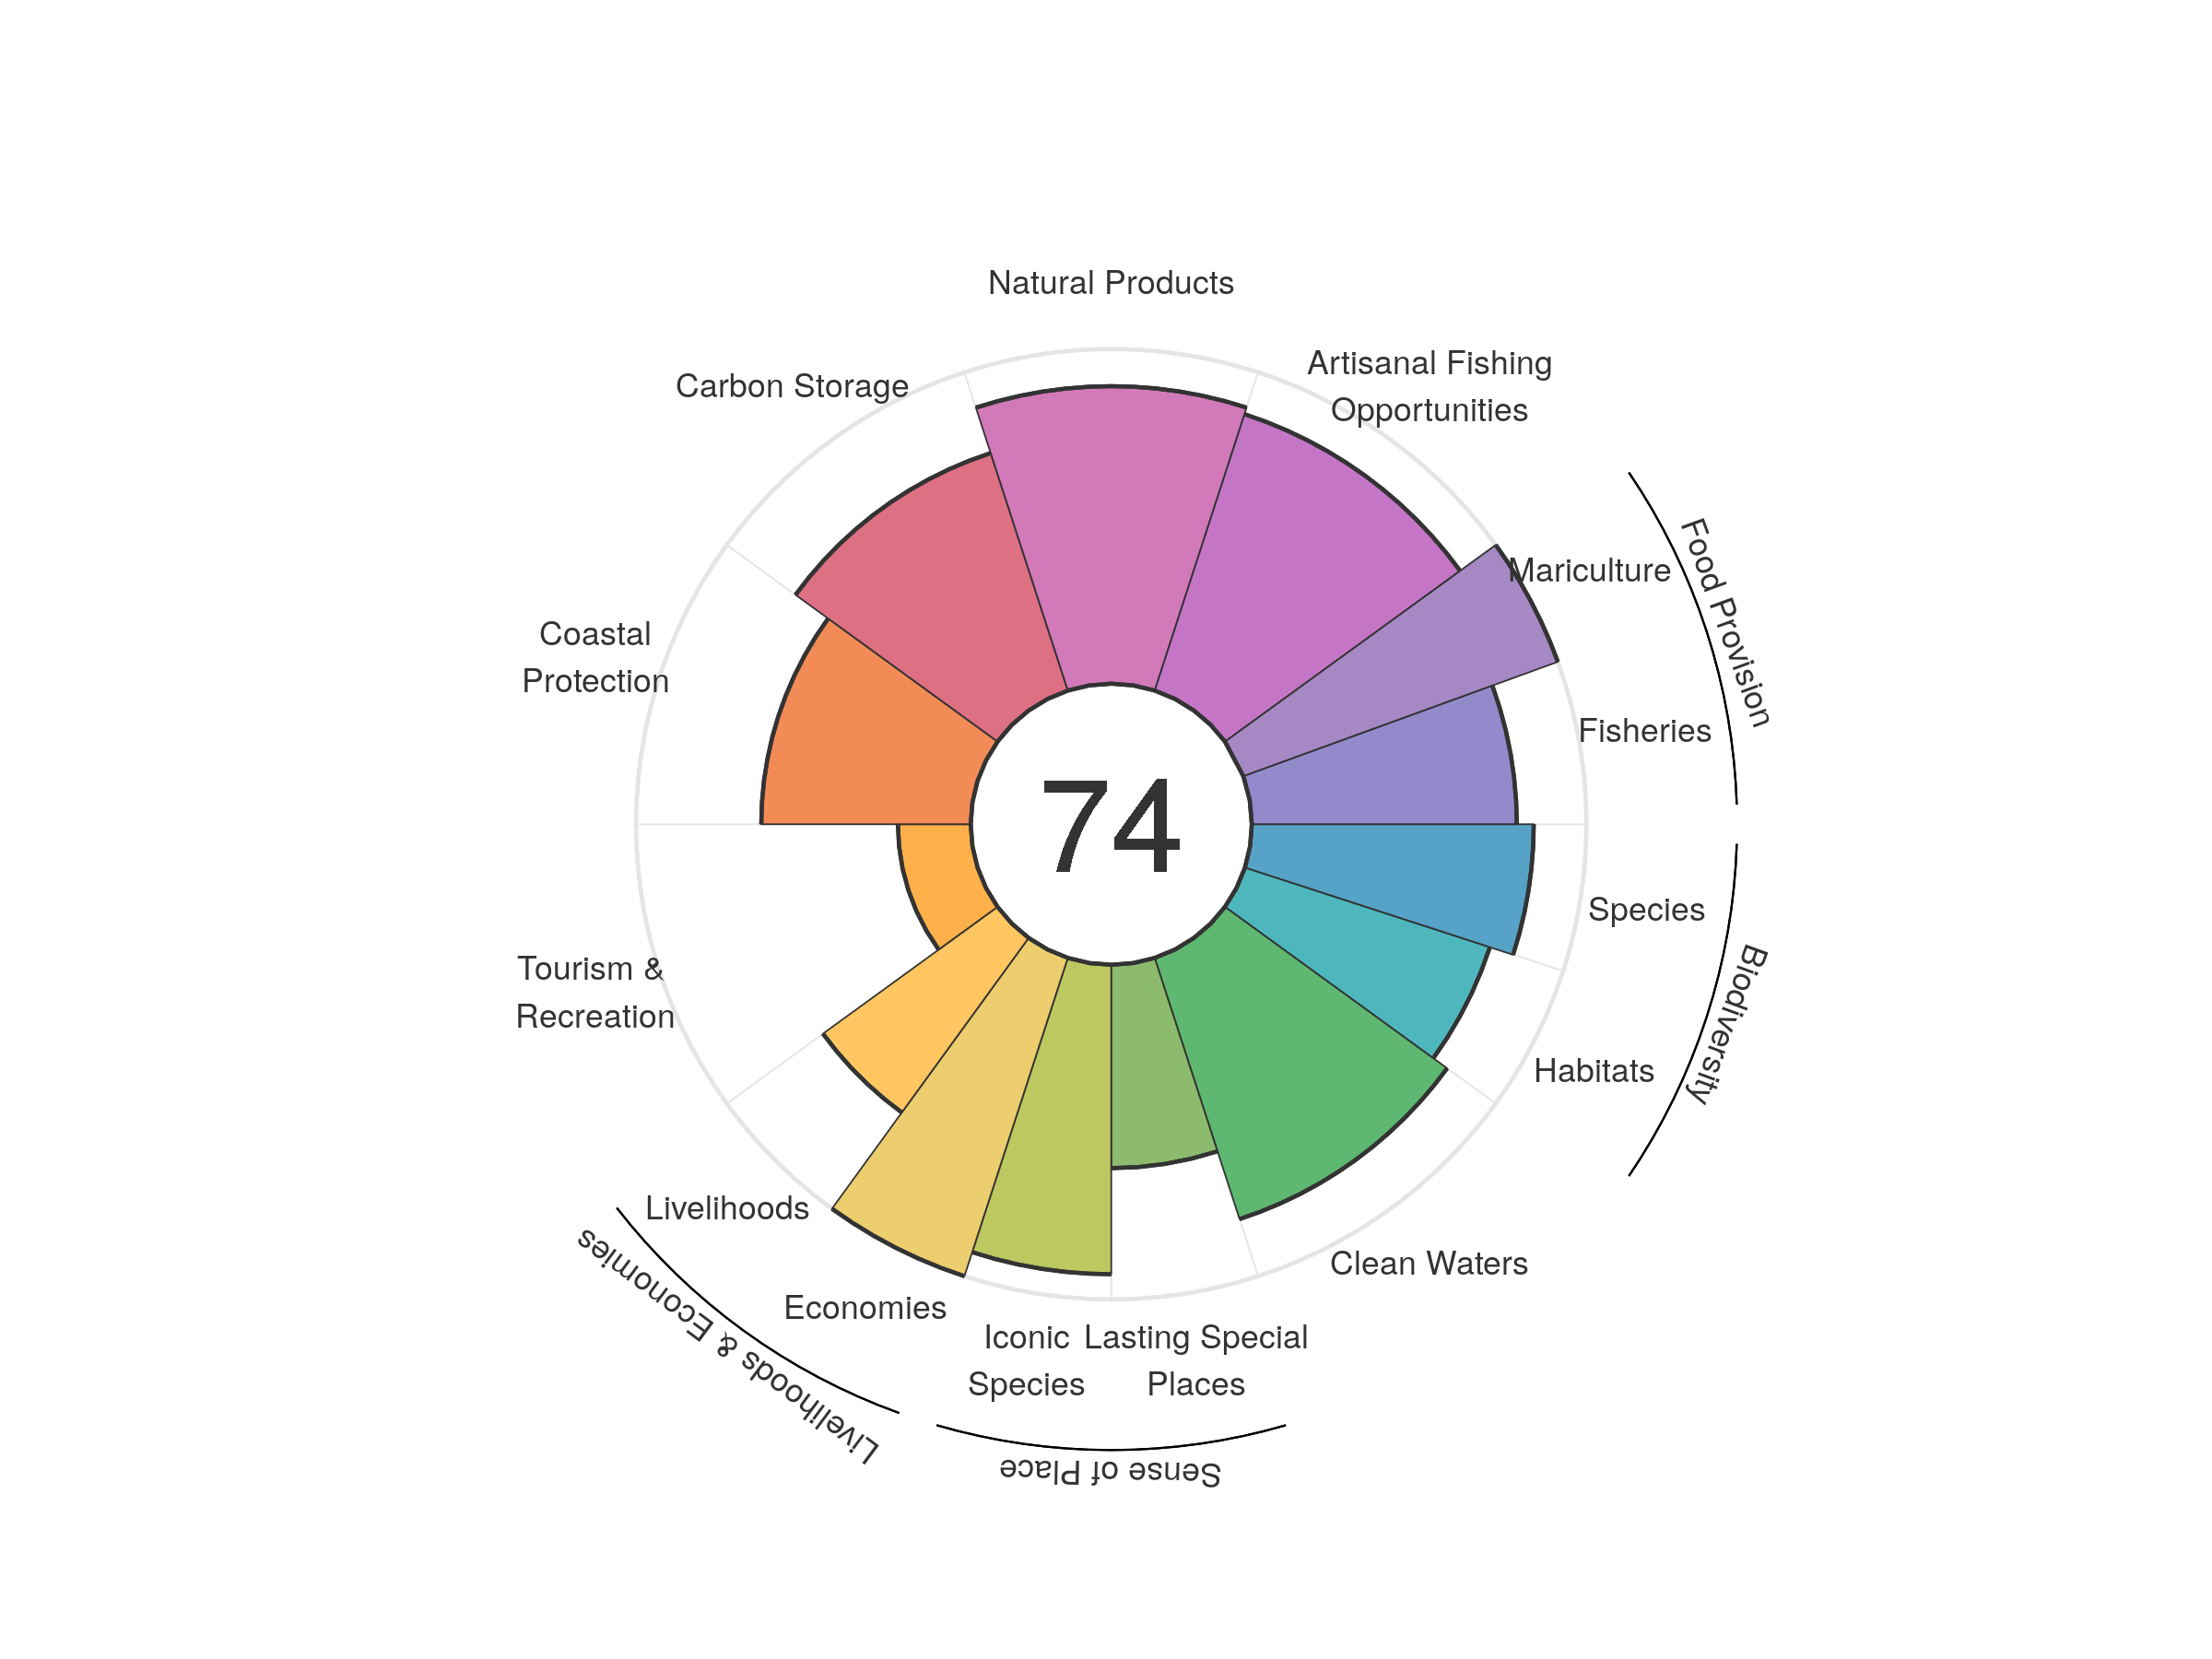 Natural Products
Artisanal Fishing
Opportunities
Carbon Storage
Mariculture
Food Provision
Coastal
Protection
Fisheries
74
Species
Biodiversity
Tourism &
Recreation
Habitats
Livelihoods
Clean Waters
Economies
Livelihoods & Economies
Iconic
Species
Lasting Special
Places
Sense of Place